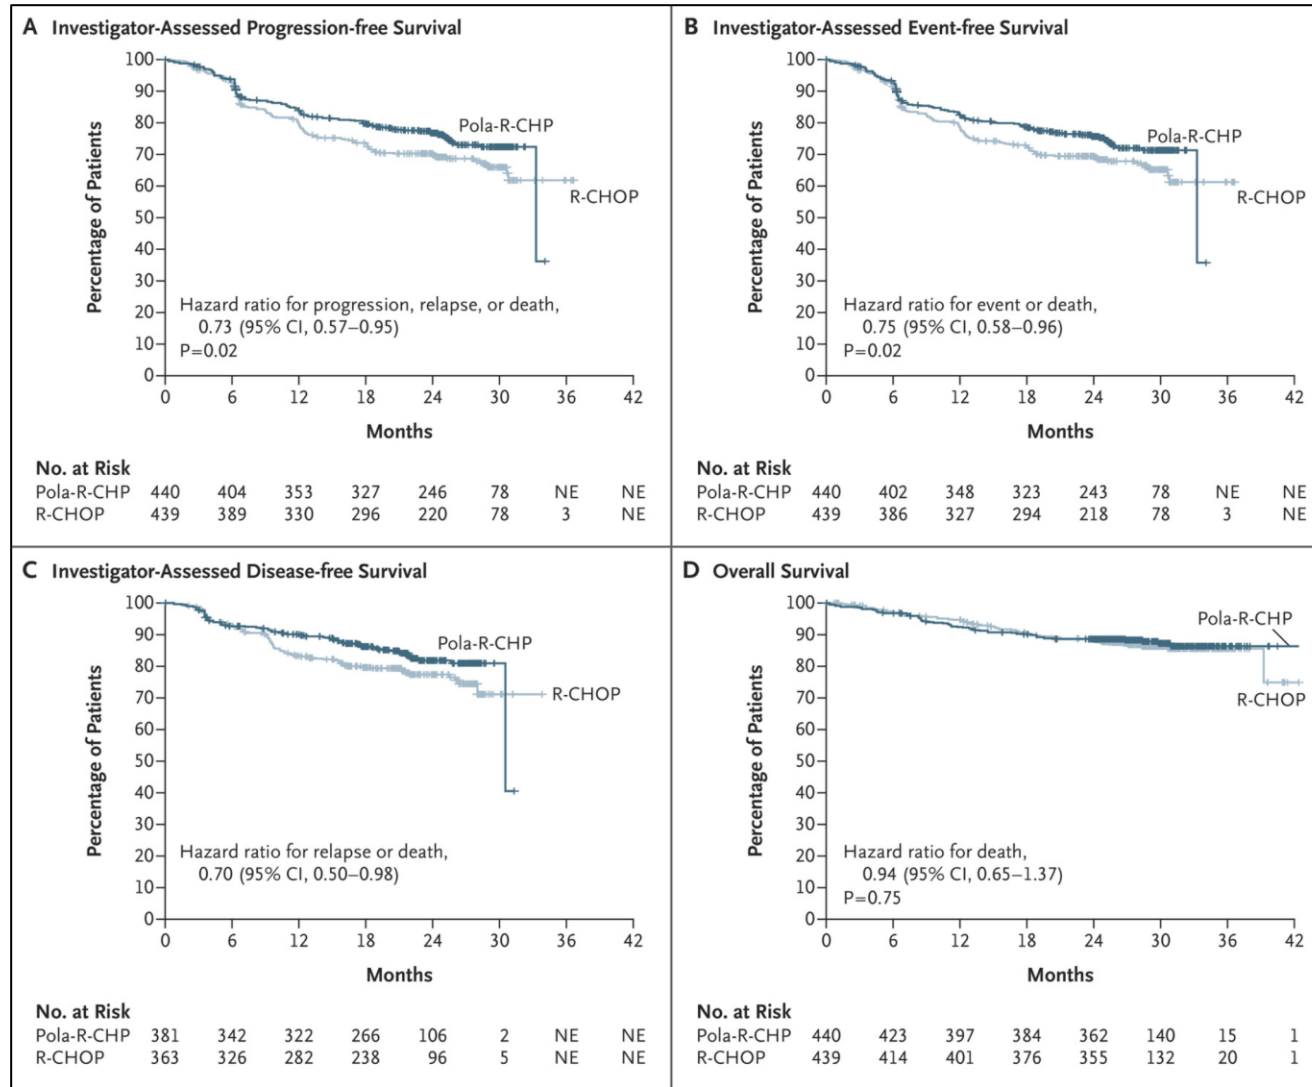 A Investigator-Assessed Progression-free Survival
Percentage of Patients
100
90
80
70
60
50
40
30
20
10
0
Pola-R-CHP
R-CHOP
Hazard ratio for progression, relapse, or death,
0.73 (95% CI, 0.57–0.95)
P=0.02
0 6 12 18 24 30 36 42
Months
No. at Risk
Pola-R-CHP 440 404 353 327 246 78 NE NE
R-CHOP 439 389 330 296 220 78 3 NE
B Investigator-Assessed Event-free Survival
Percentage of Patients
100
90
80
70
60
50
40
30
20
10
0
Pola-R-CHP
R-CHOP
Hazard ratio for event or death,
0.75 (95% CI, 0.58–0.96)
P=0.02
0 6 12 18 24 30 36 42
Months
No. at Risk
Pola-R-CHP 440 402 348 323 243 78 NE NE
R-CHOP 439 386 327 294 218 78 3 NE
C Investigator-Assessed Disease-free Survival
Percentage of Patients
100
90
80
70
60
50
40
30
20
10
0
Pola-R-CHP
R-CHOP
Hazard ratio for relapse or death,
0.70 (95% CI, 0.50–0.98)
0 6 12 18 24 30 36 42
Months
No. at Risk
Pola-R-CHP 381 342 322 266 106 2 NE NE
R-CHOP 363 326 282 238 96 5 NE NE
D Overall Survival
Percentage of Patients
100
90
80
70
60
50
40
30
20
10
0
Pola-R-CHP
R-CHOP
Hazard ratio for death,
0.94 (95% CI, 0.65–1.37)
P=0.75
0 6 12 18 24 30 36 42
Months
No. at Risk
Pola-R-CHP 440 423 397 384 362 140 15 1
R-CHOP 439 414 401 376 355 132 20 1